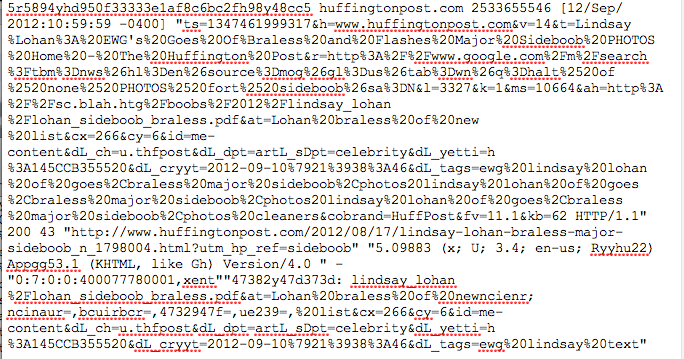 5r5894yhd950f33333e1af8c6bc2fh98y48cc5 huffingtonpost.com 2533655546 [12/Sep/
2012:10:59:59 -0400] "ts=1347461999317&h=www.huffingtonpost.com&v=14&t=Lindsay
%Lohan%3A%20EWG's%20Goes%20Of%Braless%20and%20Flashes%20Major%20Sideboob%20PHOTOS
%20Home%20-%20The%20Huffington%20Post&r=http%3A%2F%2Fwww.google.com%2Fm%2Fsearch
%3Ftbm%3Dnws%26hl%3Den%26source%3Dmog%26gl%3Dus%26tab%3Dwn%26q%3Dhalt%2520of
%2520none%2520PHOTOS%2520fort%2520sideboob%26sa%3DN&l=3327&k=1&ms=10664&ah=http%3A
%2F%2Fsc.blah.htg%2Fboobs%2F2012%2Flindsay_lohan
%2Flohan_sideboob_braless.pdf&at=Lohan%20braless%20of%20new
%20list&cx=266&cy=6&id=me-
content&dL_ch=u.thfpost&dL_dpt=artL_sDpt=celebrity&dL_yetti=h
%3A145CCB355520&dL_cryyt=2012-09-10%7921%3938%3A46&dL_tags=ewg%20lindsay%20lohan
%20of%20goes%2Cbraless%20major%20sideboob%2Cphotos20lindsay%20lohan%20of%20goes
%2Cbraless%20major%20sideboob%2Cphotos%20lindsay%20lohan%20of%20goes%2Cbraless
%20major%20sideboob%2Cphotos%20cleaners&cobrand=HuffPost&fv=11.1&kb=62 HTTP/1.1"
200 43 "http://www.huffingtonpost.com/2012/08/17/lindsay-lohan-braless-major-
sideboob_n_1798004.html?utm_hp_ref=sideboob" "5.09883 (x; U; 3.4; en-us; Ryyhu22)
Appgg53.1 (KHTML, like Gh) Version/4.0 " -
"0:7:0:0:400077780001,xent""47382y47d373d: lindsay_lohan
%2Flohan_sideboob_braless.pdf&at=Lohan%20braless%20of%20newncienr;
ncinaur=,bcuirbcr=,4732947f=,ue239=,%20list&cx=266&cy=6&id=me-
content&dL_ch=u.thfpost&dL_dpt=artL_sDpt=celebrity&dL_yetti=h
%3A145CCB355520&dL_cryyt=2012-09-10%7921%3938%3A46&dL_tags=ewg%20lindsay%20text"